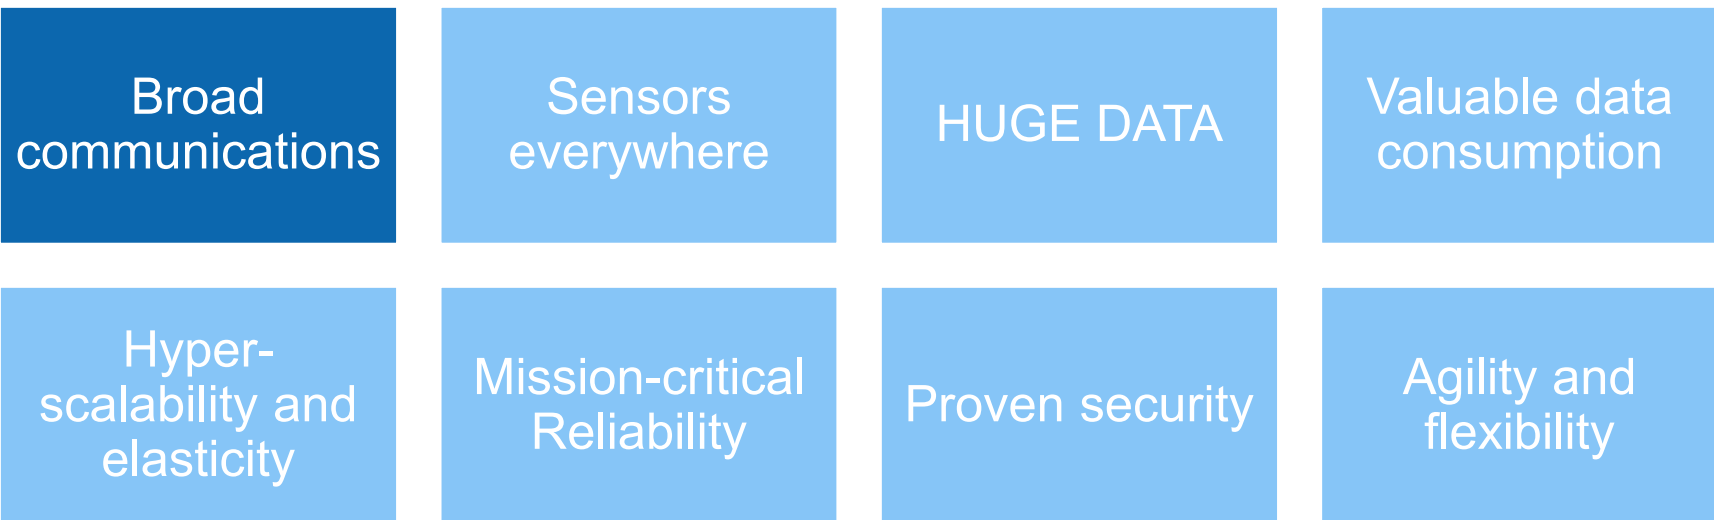 Broad
communications
Sensors
everywhere
HUGE DATA
Valuable data
consumption
Hyper-
scalability and
elasticity
Mission-critical
Reliability
Proven security
Agility and
flexibility